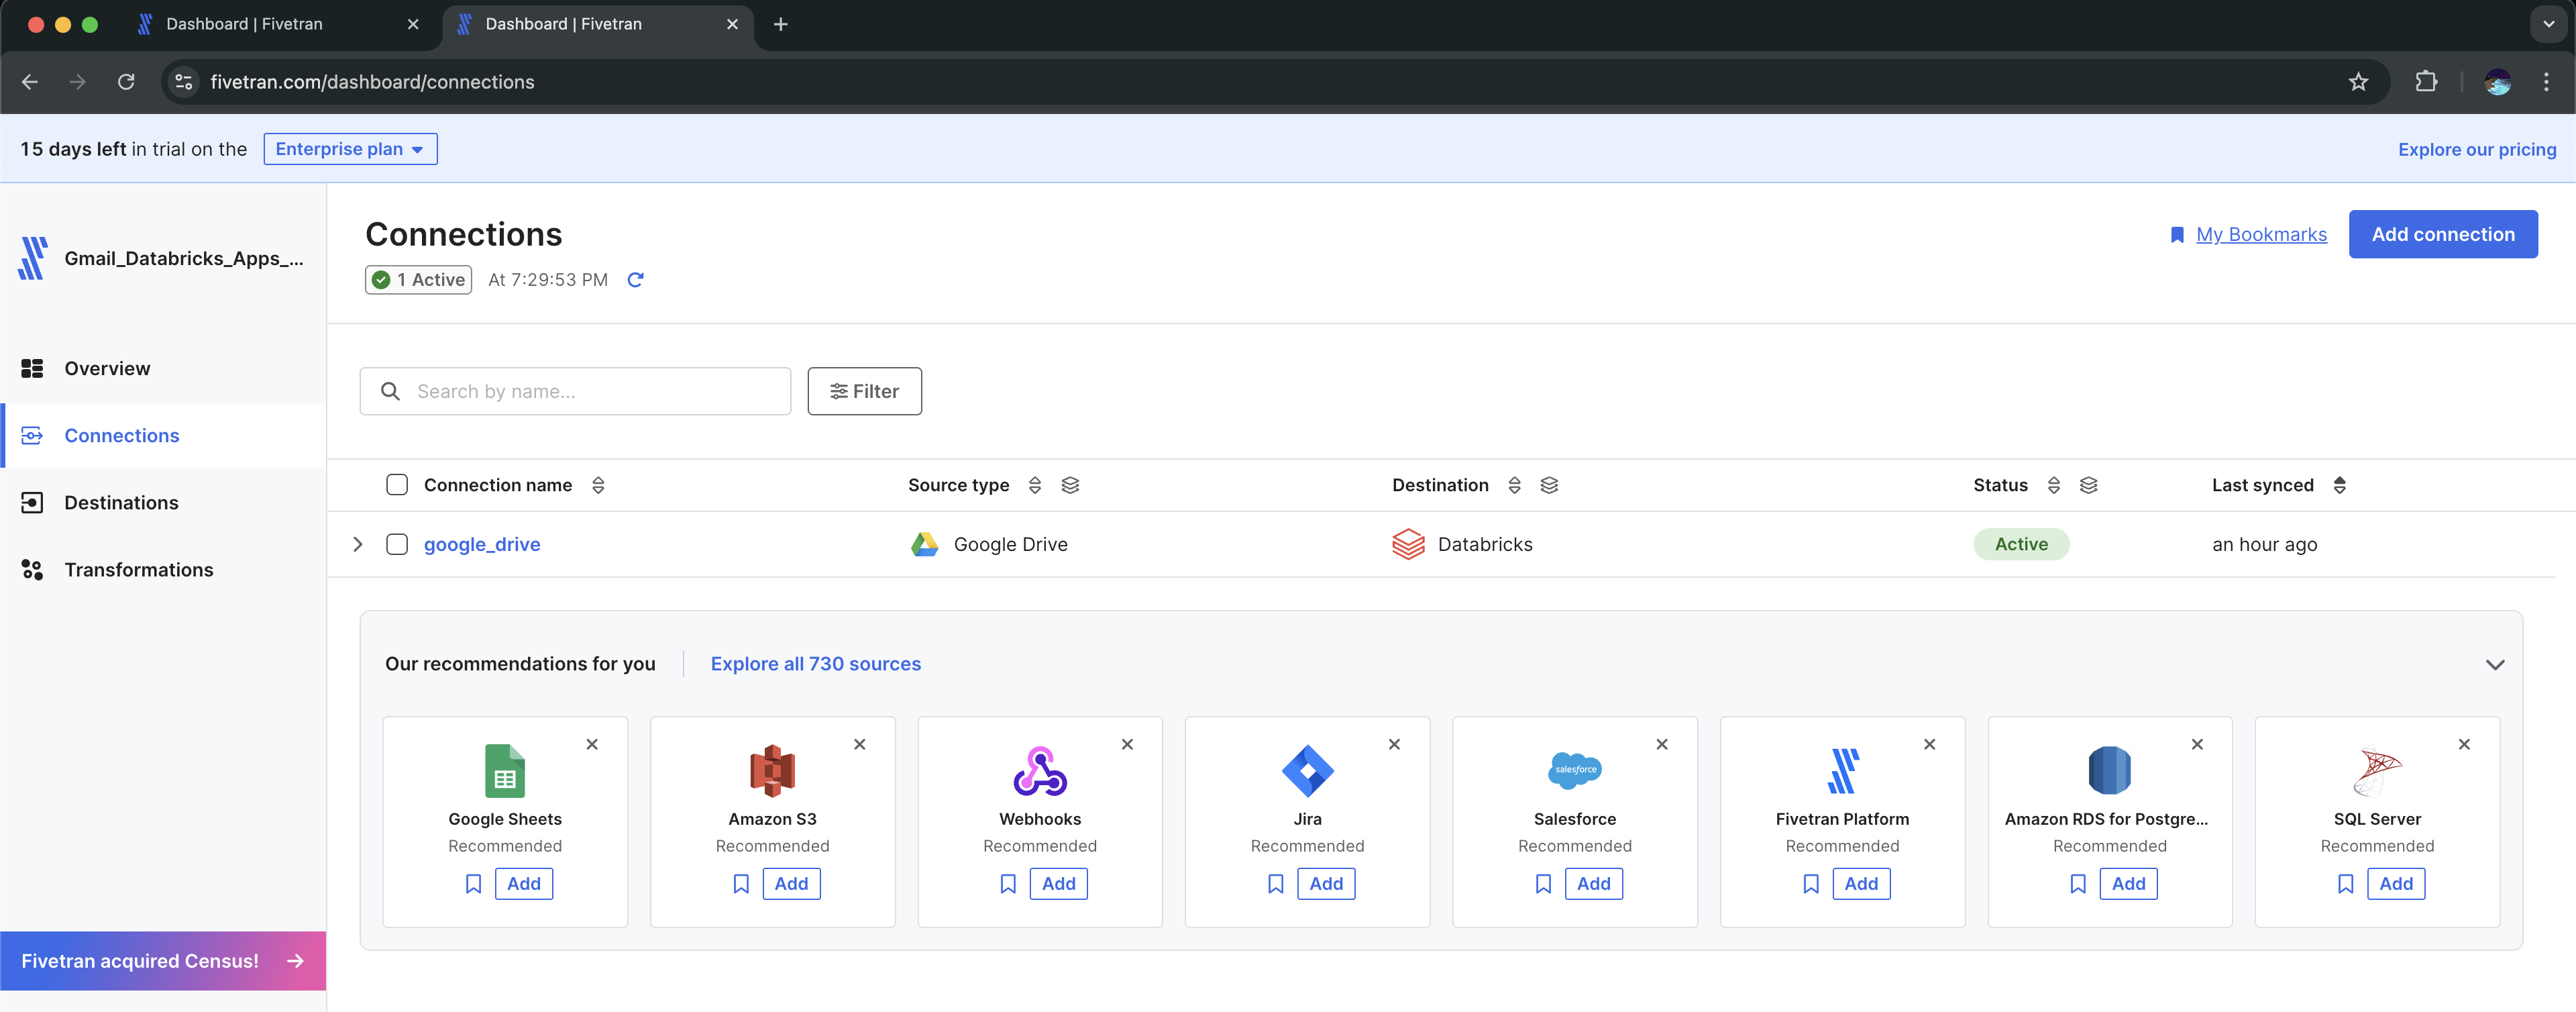 Dashboard | Fivetran
Dashboard | Fivetran
fivetran.com/dashboard/connections
15 days left in trial on the Enterprise plan
Explore our pricing
Gmail_Databricks_Apps_...
Overview
Connections
Destinations
Transformations
Fivetran acquired Census!
Connections
My Bookmarks
Add connection
1 Active At 7:29:53 PM
Search by name...
Filter
Connection name Source type Destination Status Last synced
google_drive Google Drive Databricks Active an hour ago
Our recommendations for you Explore all 730 sources
Google Sheets
Recommended
Add
Amazon S3
Recommended
Add
Webhooks
Recommended
Add
Jira
Recommended
Add
salesforce
Salesforce
Recommended
Add
Fivetran Platform
Recommended
Add
Amazon RDS for Postgre...
Recommended
Add
SQL Server
Recommended
Add